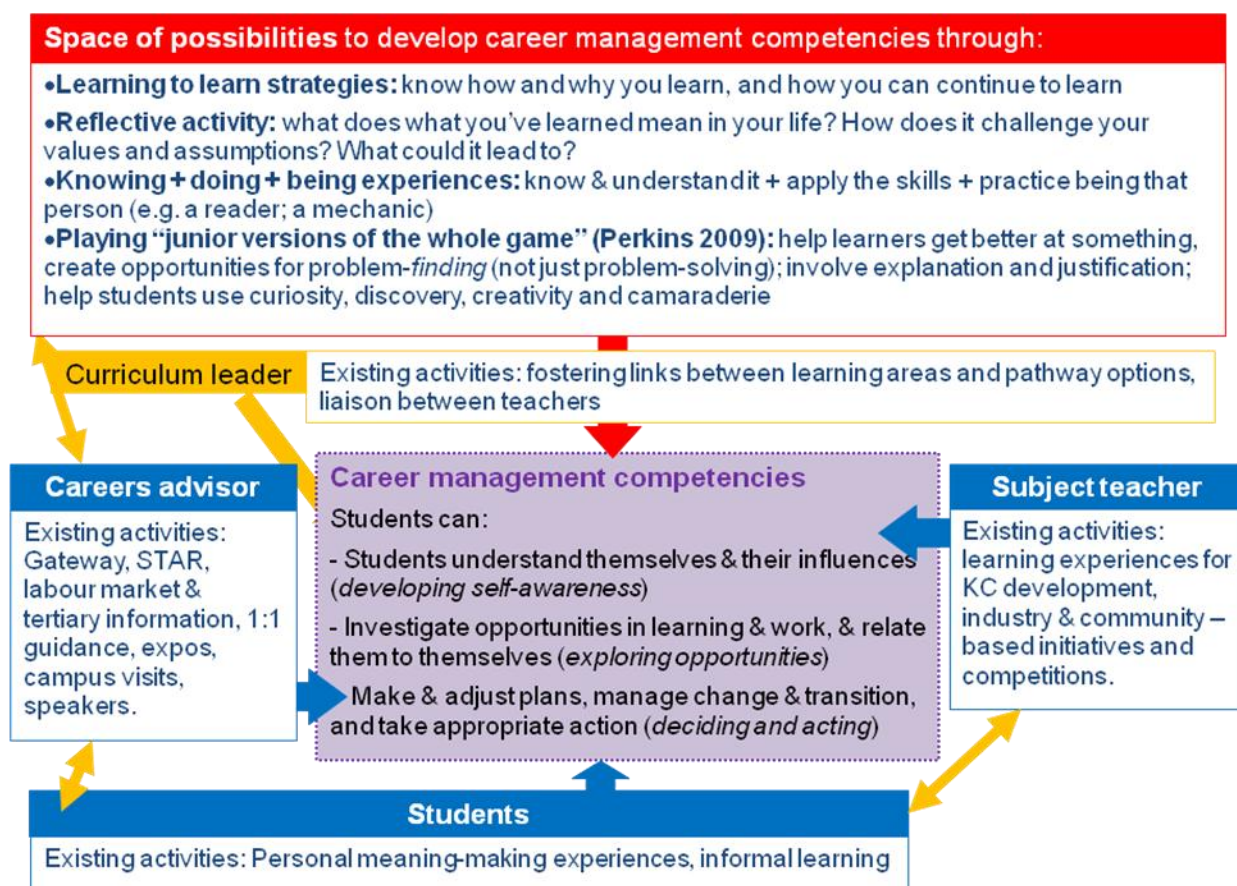 Space of possibilities to develop career management competencies through:
•Learning to learn strategies: know how and why you learn, and how you can continue to learn
•Reflective activity: what does what you've learned mean in your life? How does it challenge your
values and assumptions? What could it lead to?
•Knowing + doing + being experiences: know & understand it + apply the skills + practice being that
person (e.g. a reader; a mechanic)
•Playing "junior versions of the whole game" (Perkins 2009): help learners get better at something,
create opportunities for problem-finding (not just problem-solving); involve explanation and justification;
help students use curiosity, discovery, creativity and camaraderie
Curriculum leader
Existing activities: fostering links between learning areas and pathway options,
liaison between teachers
Careers advisor
Existing activities:
Gateway, STAR,
labour market &
tertiary information, 1:1
guidance, expos,
campus visits,
speakers.
Career management competencies
Students can:
- Students understand themselves & their influences
(developing self-awareness)
- Investigate opportunities in learning & work, & relate
them to themselves (exploring opportunities)
Make & adjust plans, manage change & transition,
and take appropriate action (deciding and acting)
Subject teacher
Existing activities:
learning experiences for
KC development,
industry & community –
based initiatives and
competitions.
Students
Existing activities: Personal meaning-making experiences, informal learning